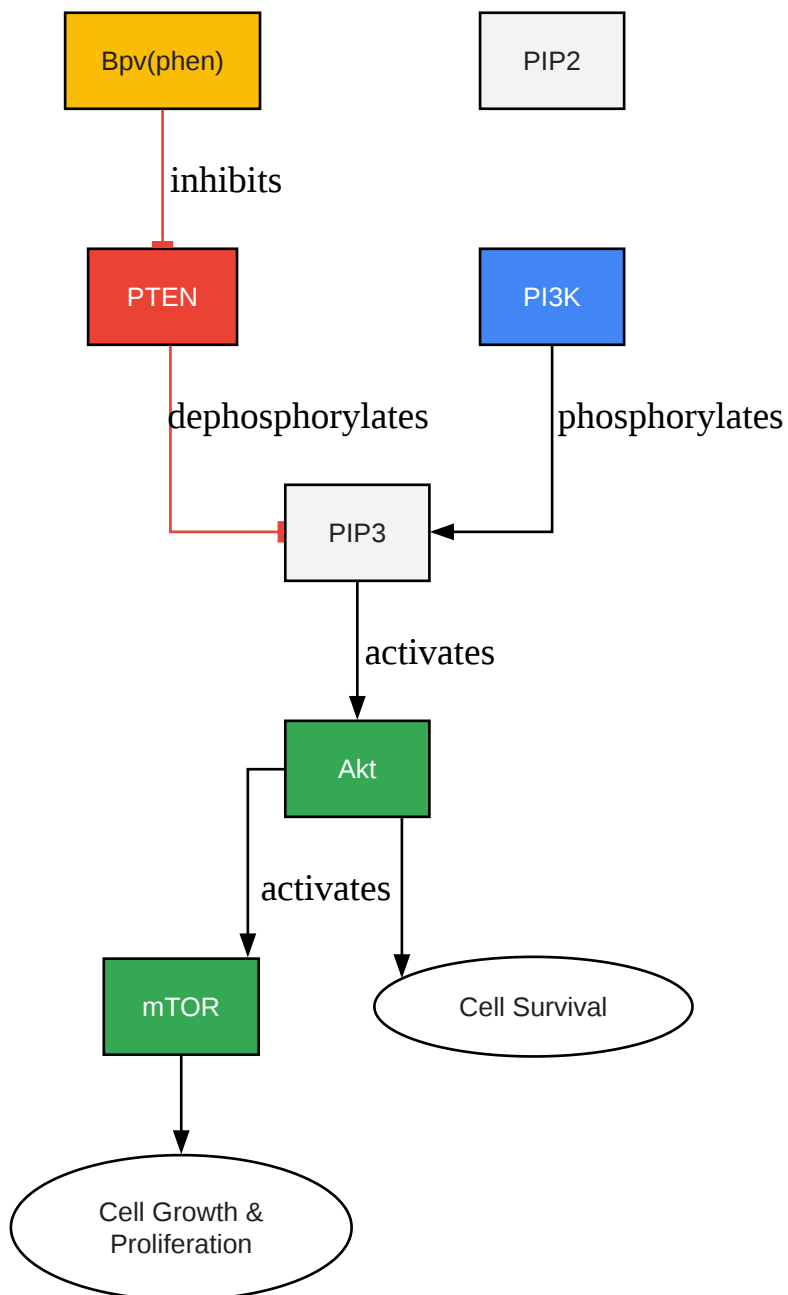 Bpv(phen)
PIP2
inhibits
PTEN
PI3K
dephosphorylates
phosphorylates
PIP3
activates
Akt
activates
mTOR
Cell Survival
Cell Growth &
Proliferation